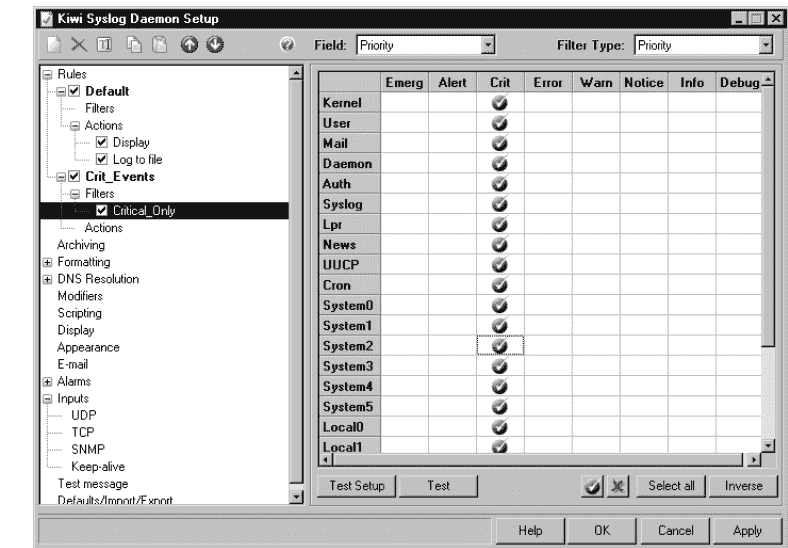 Kiwi Syslog Daemon Setup
Field: Priority Filter Type: Priority
Rules
Default
Filters
Actions
Display
Log to file
Crit_Events
Filters
Critical_Only
Actions
Archiving
Formatting
DNS Resolution
Modifiers
Scripting
Display
Appearance
E-mail
Alarms
Inputs
UDP
TCP
SNMP
Keep-alive
Test message
Defaults/Import/Export
Emerg Alert Crit Error Warn Notice Info Debug
Kernel
User
Mail
Daemon
Auth
Syslog
Lpr
News
UUCP
Cron
System0
System1
System2
System3
System4
System5
Local0
Local1
Test Setup Test Select all Inverse
Help OK Cancel Apply